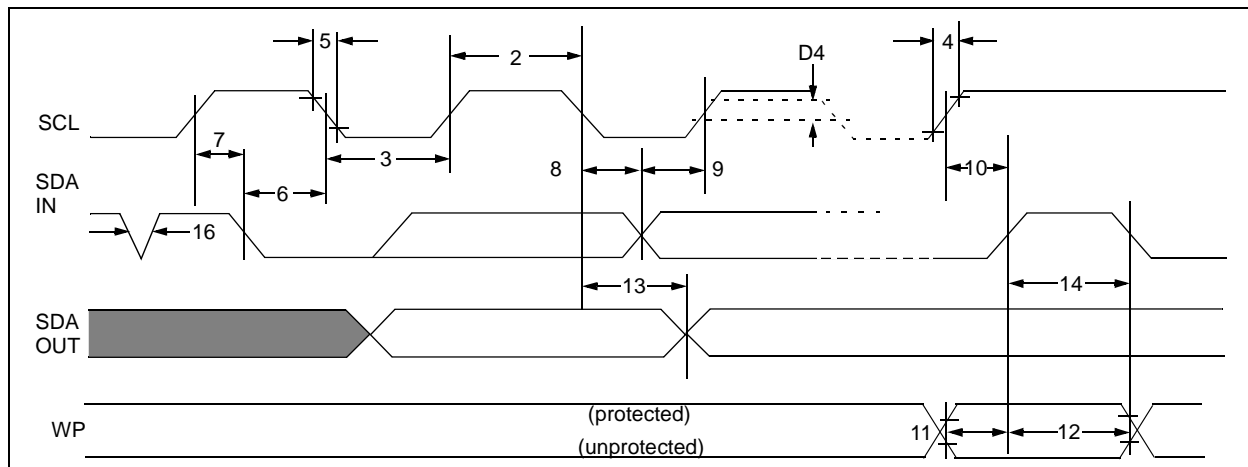 5
2
D4
4
SCL
7
3
8
9
10
SDA
IN
6
16
13
14
SDA
OUT
WP
(protected)
(unprotected)
11
12